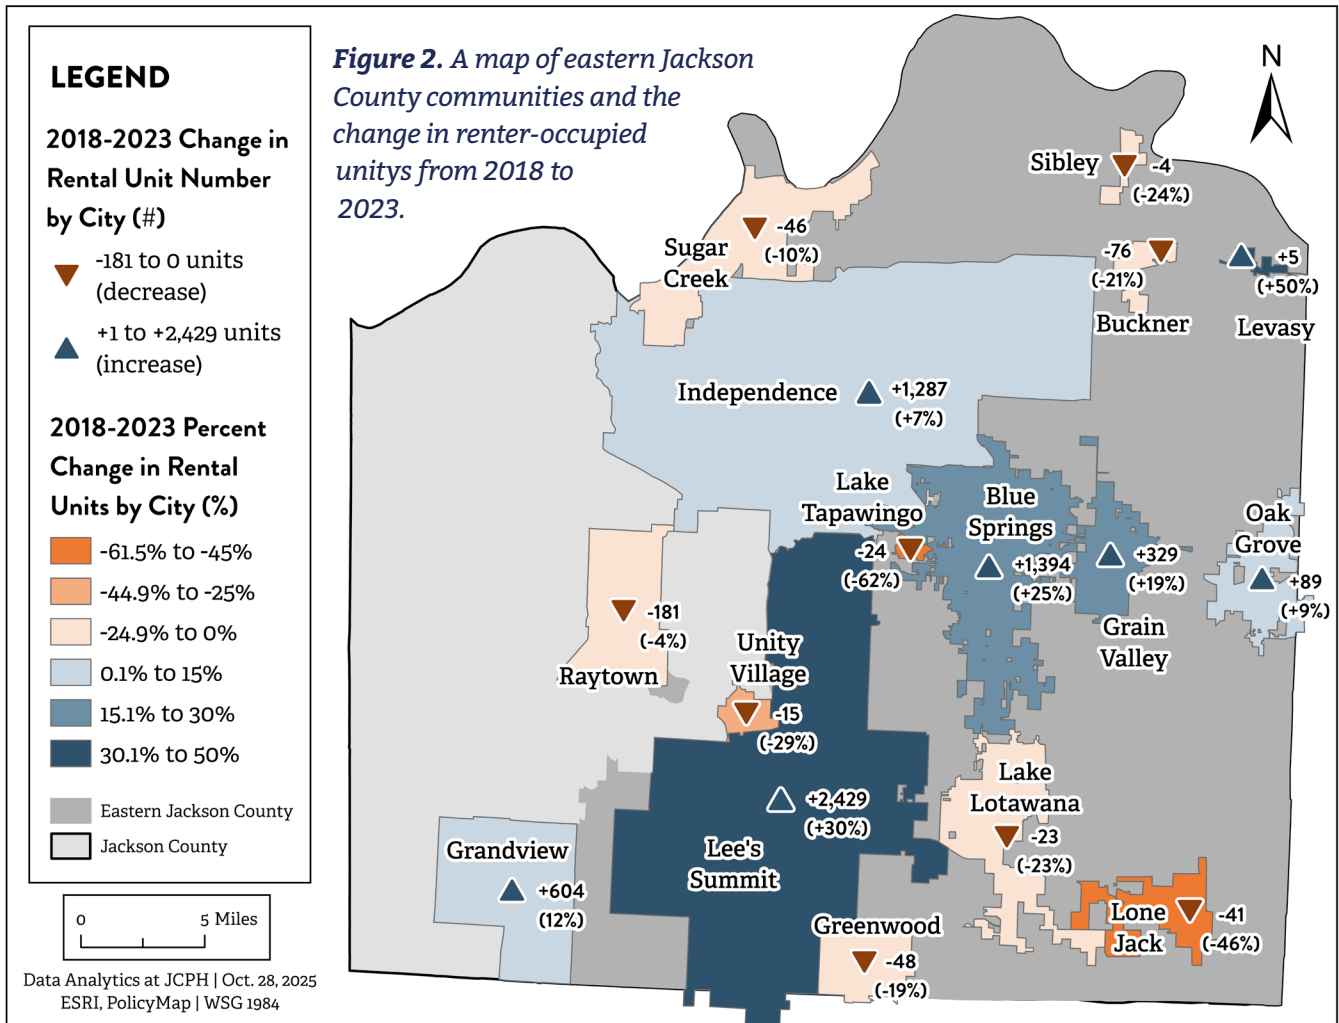 LEGEND
2018-2023 Change in
Rental Unit Number
by City (#)
-181 to 0 units
(decrease)
+1 to +2,429 units
(increase)
2018-2023 Percent
Change in Rental
Units by City (%)
-61.5% to -45%
-44.9% to -25%
-24.9% to 0%
0.1% to 15%
15.1% to 30%
30.1% to 50%
Eastern Jackson County
Jackson County
0 5 Miles
Data Analytics at JCPH | Oct. 28, 2025
ESRI, PolicyMap | WSG 1984
Figure 2. A map of eastern Jackson
County communities and the
change in renter-occupied
unitys from 2018 to
2023.
N
Sibley
-4
(-24%)
Sugar
Creek
-46
(-10%)
-76
(-21%)
Buckner
+5
(+50%)
Levasy
Independence
+1,287
(+7%)
Lake
Tapawingo
-24
(-62%)
Blue
Springs
+1,394
(+25%)
+329
(+19%)
Grain
Valley
Oak
Grove
+89
(+9%)
-181
(-4%)
Raytown
Unity
Village
-15
(-29%)
+2,429
(+30%)
Lee's
Summit
Lake
Lotawana
-23
(-23%)
Grandview
+604
(12%)
Greenwood
-48
(-19%)
Lone
Jack
-41
(-46%)